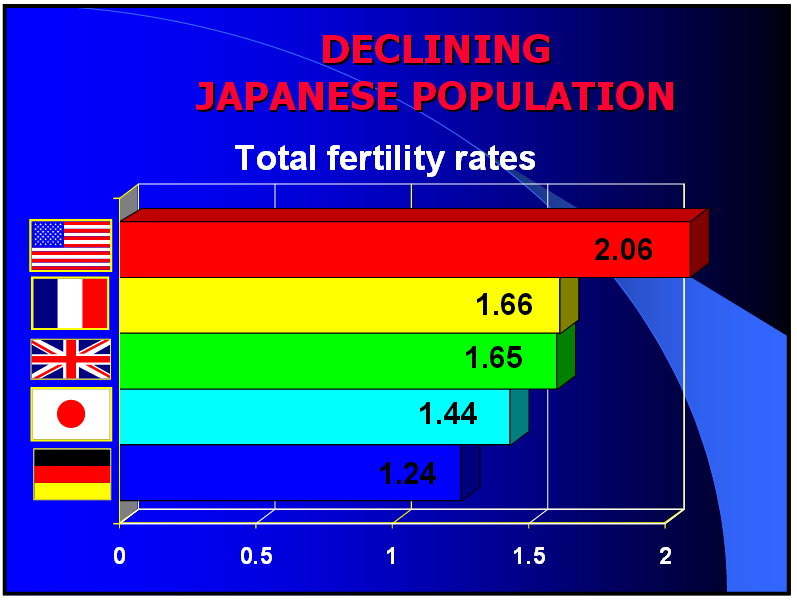 DECLINING
JAPANESE POPULATION
Total fertility rates
2.06
1.66
1.65
1.44
1.24
0 0.5 1 1.5 2